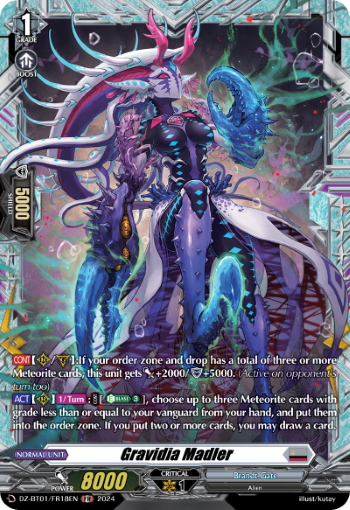 1
GRADE
BOOST
5000
SHIELD
CONT【/】:If your order zone and drop has a total of three or more
Meteorite cards, this unit gets +2000/+5000. (Active on opponent's
turn too)
ACT【】1/Turn:COST[E-BLAST 3], choose up to three Meteorite cards with
grade less than or equal to your vanguard from your hand, and put them
into the order zone. If you put two or more cards, you may draw a card.
NORMAL UNIT
Gravidia Madler
POWER 8000
CRITICAL
1
Brandt Gate
Alien
DZ-BT01/FR18EN FR 2024
illust/kutay